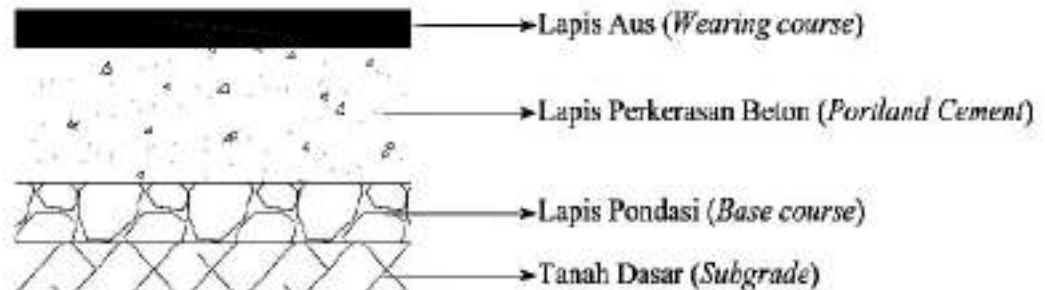 Lapis Aus (Wearing course)
Lapis Perkerasan Beton (Portland Cement)
Lapis Pondasi (Base course)
Tanah Dasar (Subgrade)